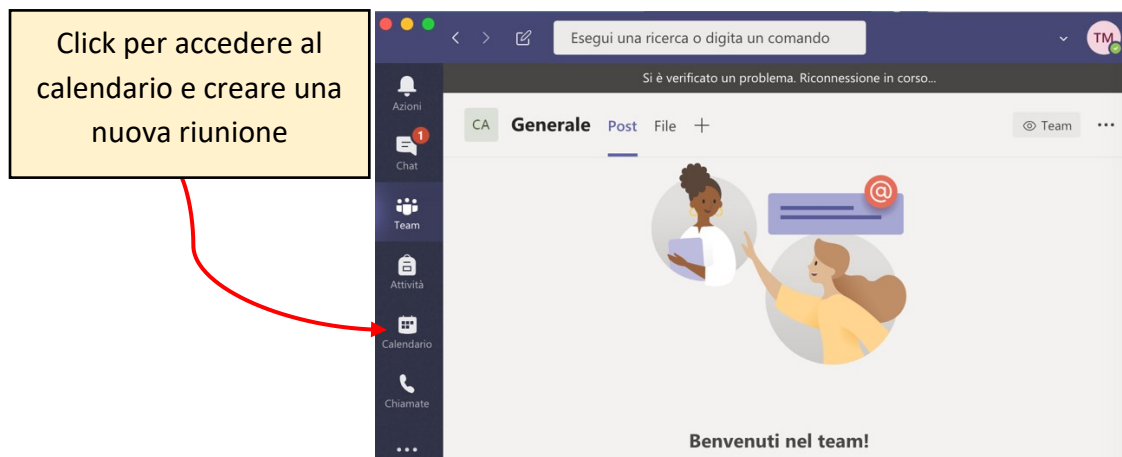 Click per accedere al
calendario e creare una
nuova riunione
Esegui una ricerca o digita un comando
TM
Si è verificato un problema. Riconnessione in corso...
Azioni
CA
Generale Post File +
Team
1
Chat
@
Team
Attività
Calendario
Chiamate
Benvenuti nel team!